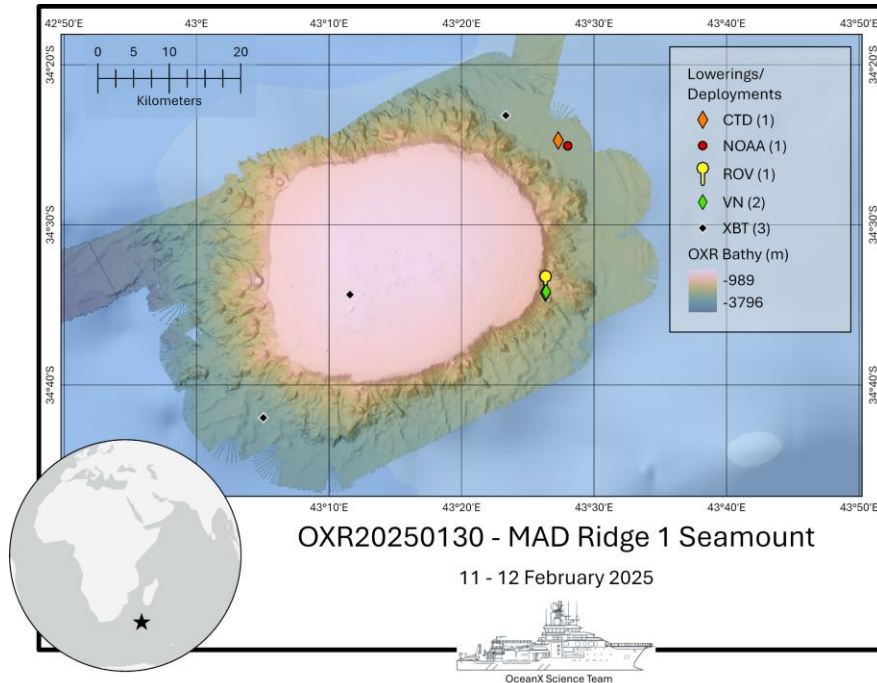 42°50'E 43°E 43°10'E 43°20'E 43°30'E 43°40'E 43°50'E
0 5 10 20
Kilometers
34°20'S 34°20'S
34°30'S 34°30'S
34°40'S 34°40'S
Lowerings/
Deployments
CTD (1)
NOAA (1)
ROV (1)
VN (2)
XBT (3)
OXR Bathy (m)
-989
-3796
43°10'E 43°20'E 43°30'E 43°40'E 43°50'E
OXR20250130 - MAD Ridge 1 Seamount
11 - 12 February 2025
OceanX Science Team